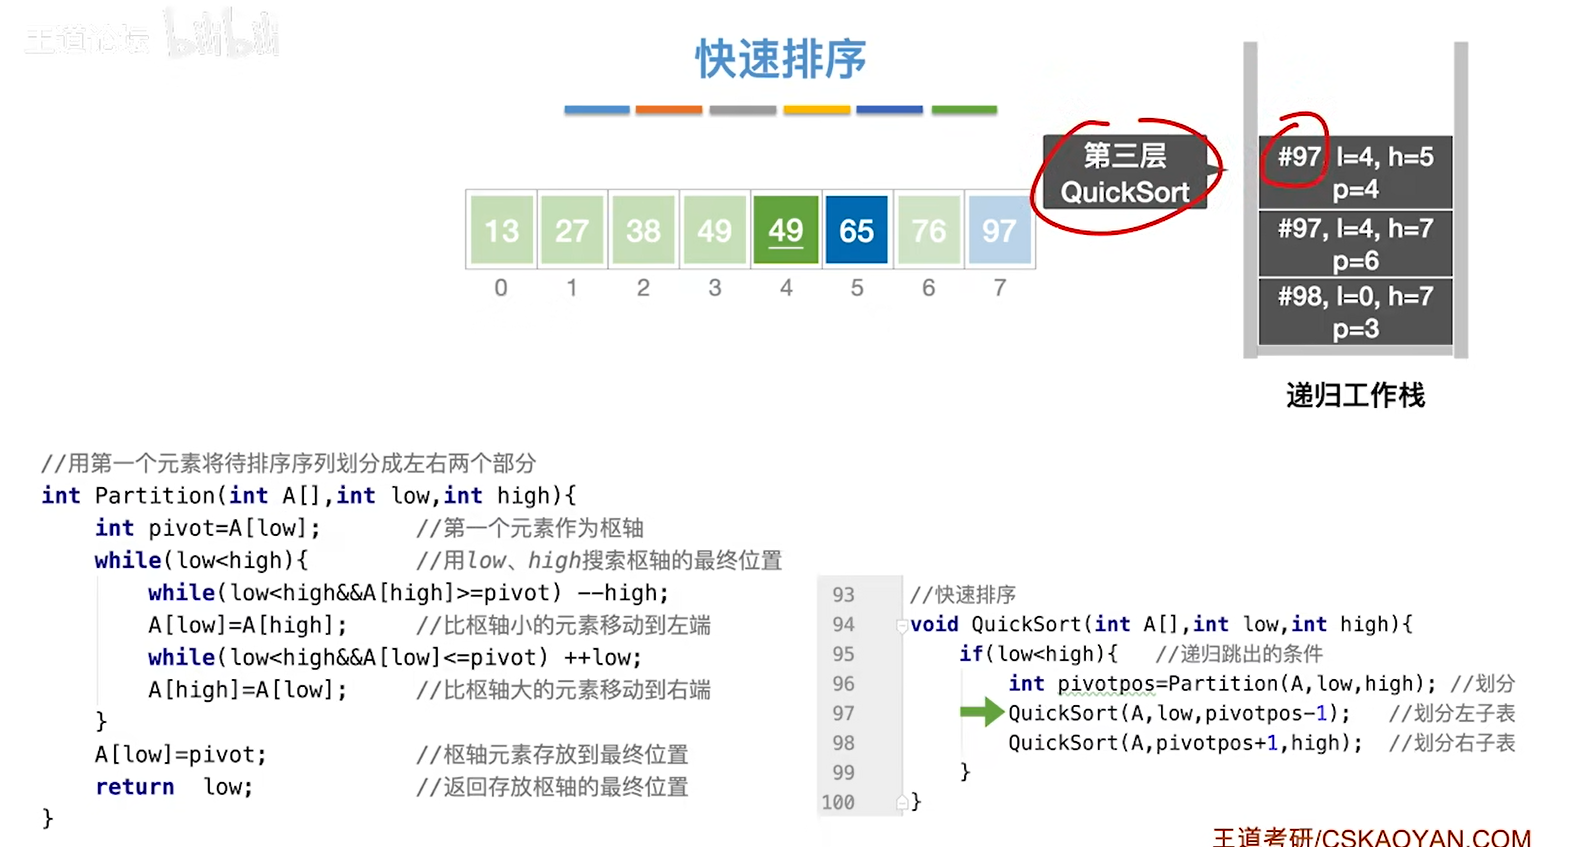 王道论坛 bilibili
快速排序
第三层
QuickSort
#97, l=4, h=5
p=4
#97, l=4, h=7
p=6
#98, l=0, h=7
p=3
递归工作栈
13 27 38 49 49 65 76 97
0 1 2 3 4 5 6 7
//用第一个元素将待排序序列划分成左右两个部分
int Partition(int A[],int low,int high){
int pivot=A[low]; //第一个元素作为枢轴
while(low<high){ //用low、high搜索枢轴的最终位置
while(low<high&&A[high]>=pivot) --high;
A[low]=A[high]; //比枢轴小的元素移动到左端
while(low<high&&A[low]<=pivot) ++low;
A[high]=A[low]; //比枢轴大的元素移动到右端
}
A[low]=pivot; //枢轴元素存放到最终位置
return low; //返回存放枢轴的最终位置
}
93 //快速排序
94 void QuickSort(int A[],int low,int high){
95 if(low<high){ //递归跳出的条件
96 int pivotpos=Partition(A,low,high); //划分
97 QuickSort(A,low,pivotpos-1); //划分左子表
98 QuickSort(A,pivotpos+1,high); //划分右子表
99 }
100 }
王道考研/CSKAOYAN.COM